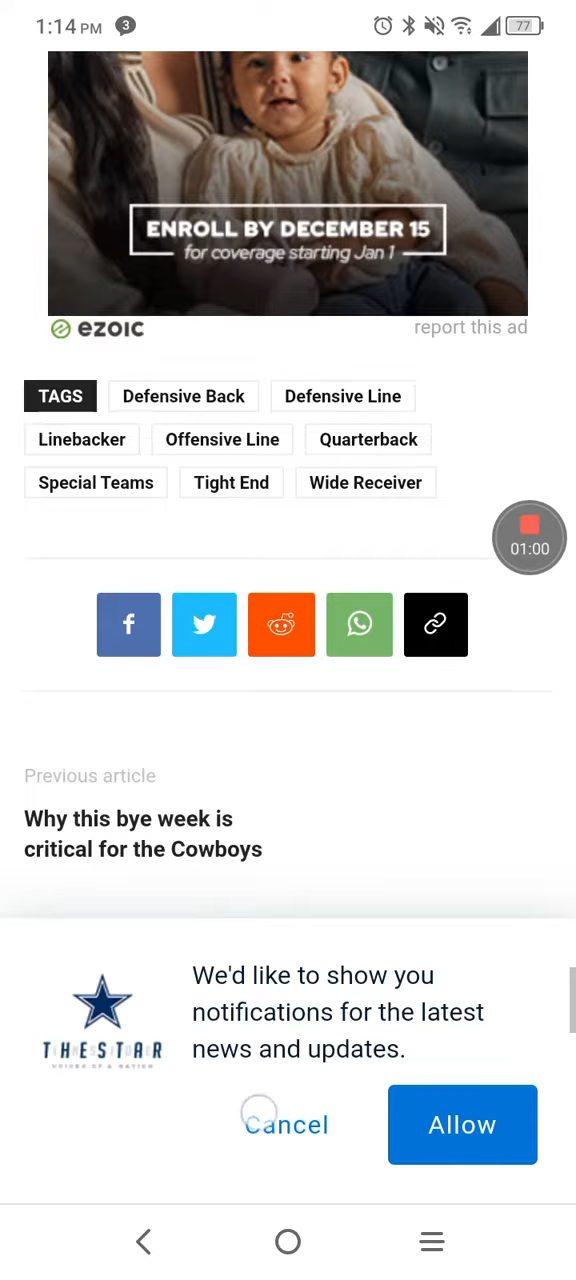 1:14 PM 3 77
ENROLL BY DECEMBER 15
for coverage starting Jan 1
ezoic report this ad
TAGS Defensive Back Defensive Line
Linebacker Offensive Line Quarterback
Special Teams Tight End Wide Receiver
01:00
Previous article
Why this bye week is
critical for the Cowboys
We'd like to show you
notifications for the latest
news and updates.
THESTAR
Cancel Allow